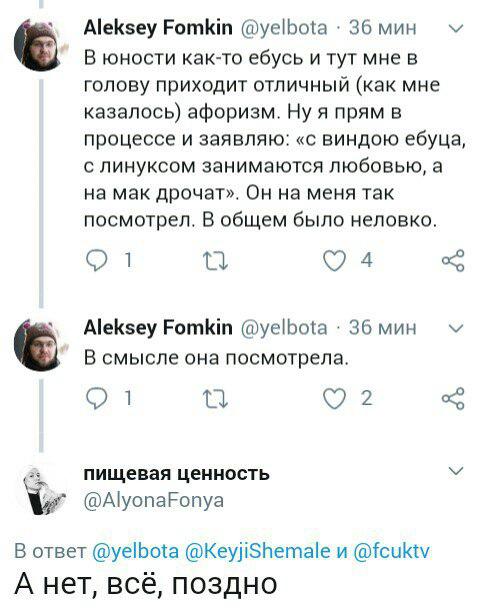 Aleksey Fomkin @yelbota · 36 мин
В юности как-то ебусь и тут мне в
голову приходит отличный (как мне
казалось) афоризм. Ну я прям в
процессе и заявляю: «с виндою ебуца,
с линуксом занимаются любовью, а
на мак дрочат». Он на меня так
посмотрел. В общем было неловко.
1 4
Aleksey Fomkin @yelbota · 36 мин
В смысле она посмотрела.
1 2
пищевая ценность
@AlyonaFonya
В ответ @yelbota @KeyjiShemale и @fcuktv
А нет, всё, поздно